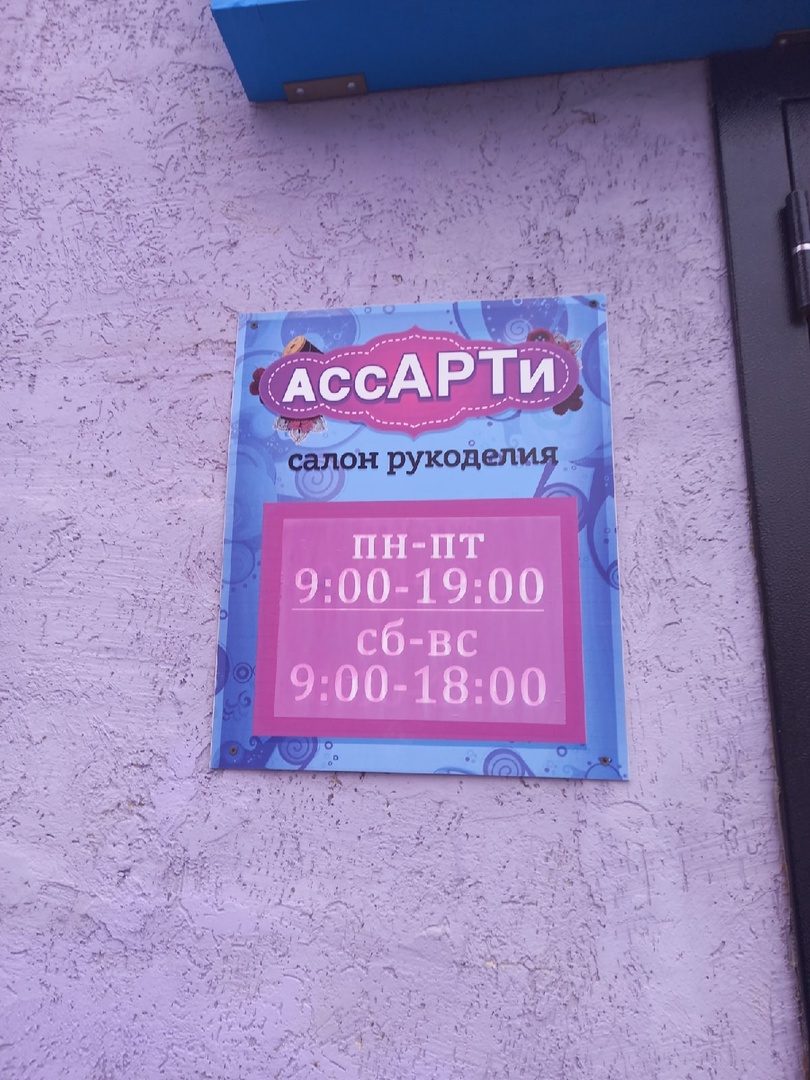 АССАРТИ
салон рукоделия
пн-пт
9:00-19:00
сб-вс
9:00-18:00